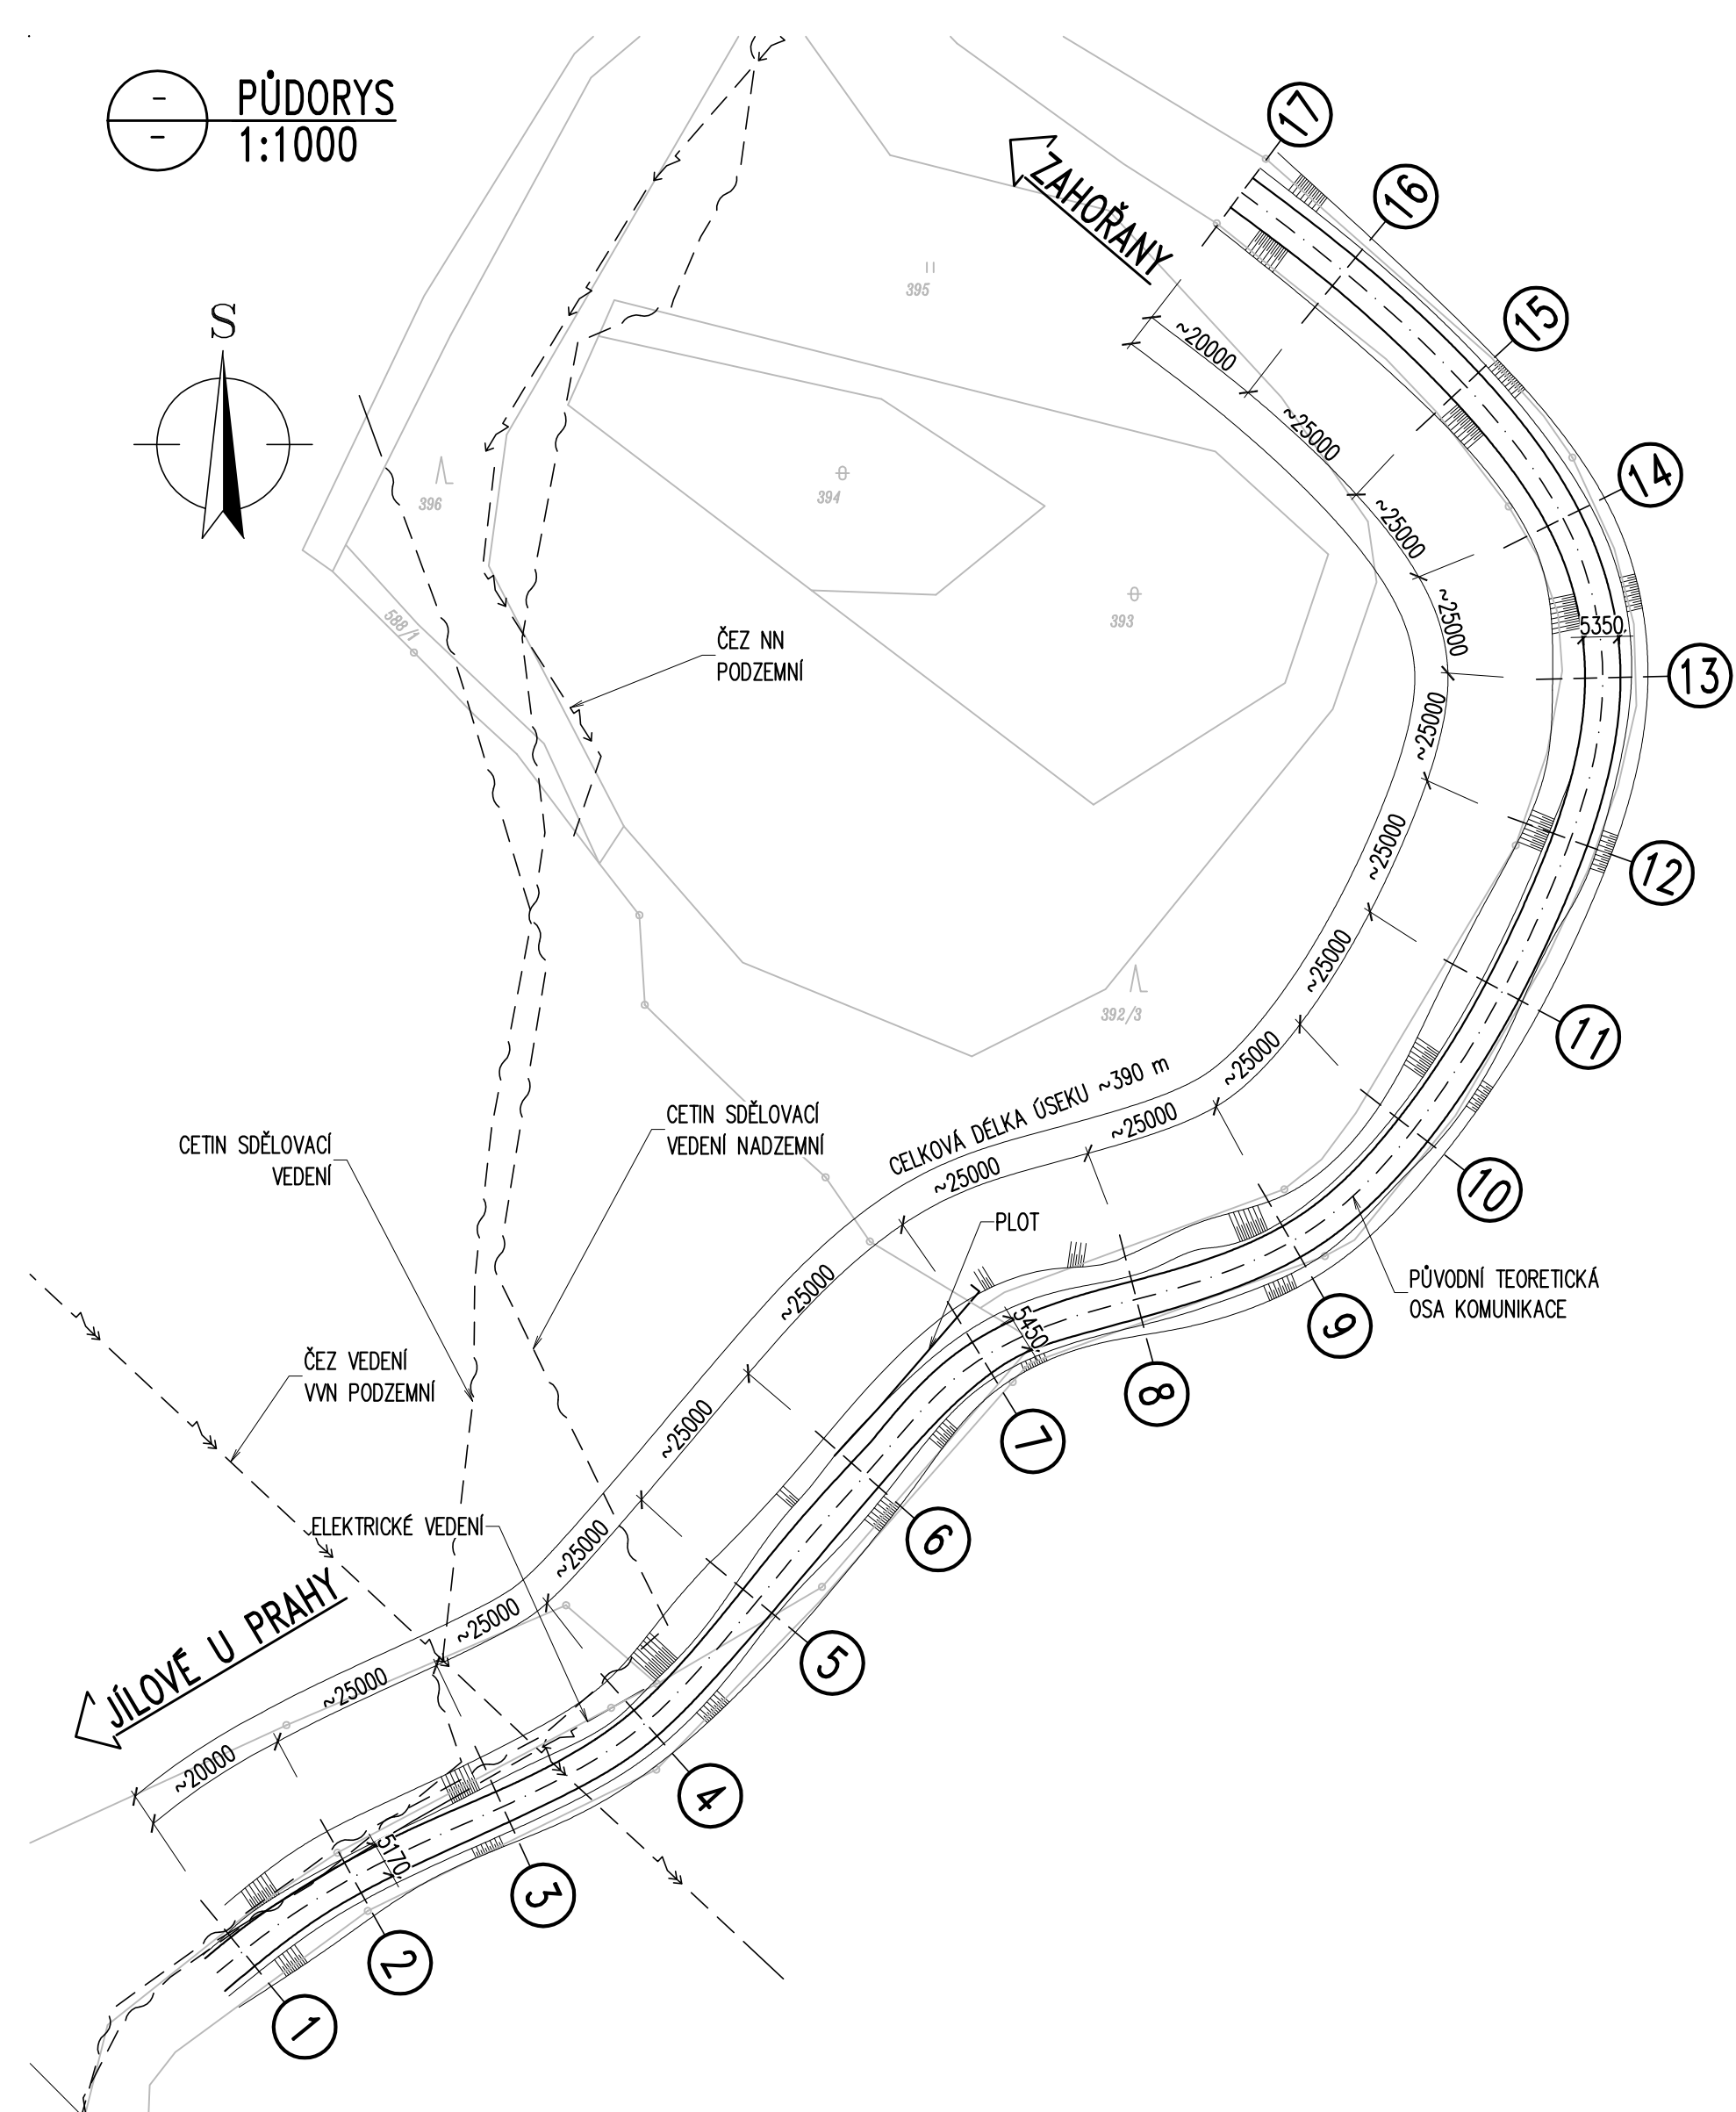 -
-
PŮDORYS
1:1000
S
ZAHOŘANY
17
16
15
14
13
12
11
10
9
8
7
6
5
4
3
2
1
395
394
396
393
588/1
392/3
~20000
~25000
~25000
~25000
~25000
~25000
~25000
~25000
~25000
~25000
~25000
~25000
~25000
~25000
~25000
~20000
5350
5450
5170
ČEZ NN
PODZEMNÍ
CELKOVÁ DÉLKA ÚSEKU ~390 m
CETIN SDĚLOVACÍ
VEDENÍ NADZEMNÍ
CETIN SDĚLOVACÍ
VEDENÍ
PLOT
PŮVODNÍ TEORETICKÁ
OSA KOMUNIKACE
ČEZ VEDENÍ
VVN PODZEMNÍ
ELEKTRICKÉ VEDENÍ
JÍLOVÉ U PRAHY